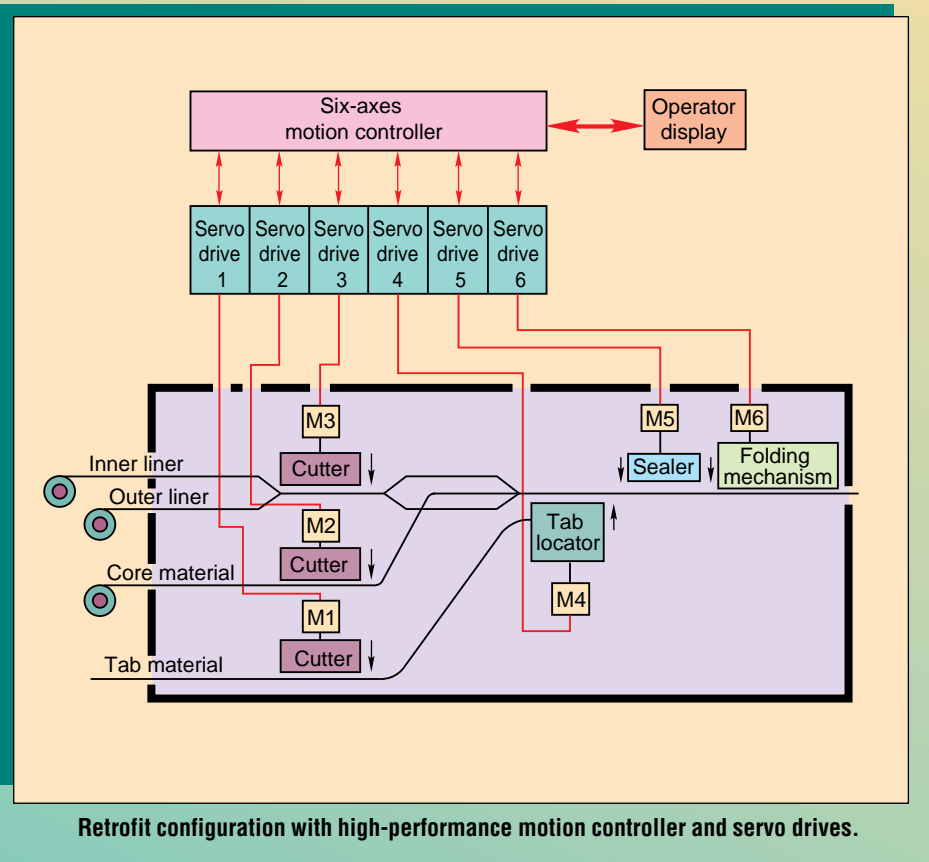 Six-axes
motion controller
Operator
display
Servo
drive
1
Servo
drive
2
Servo
drive
3
Servo
drive
4
Servo
drive
5
Servo
drive
6
M3
Cutter
M5
Sealer
M6
Folding
mechanism
Inner liner
Outer liner
M2
Cutter
Tab
locator
Core material
M4
M1
Cutter
Tab material
Retrofit configuration with high-performance motion controller and servo drives.